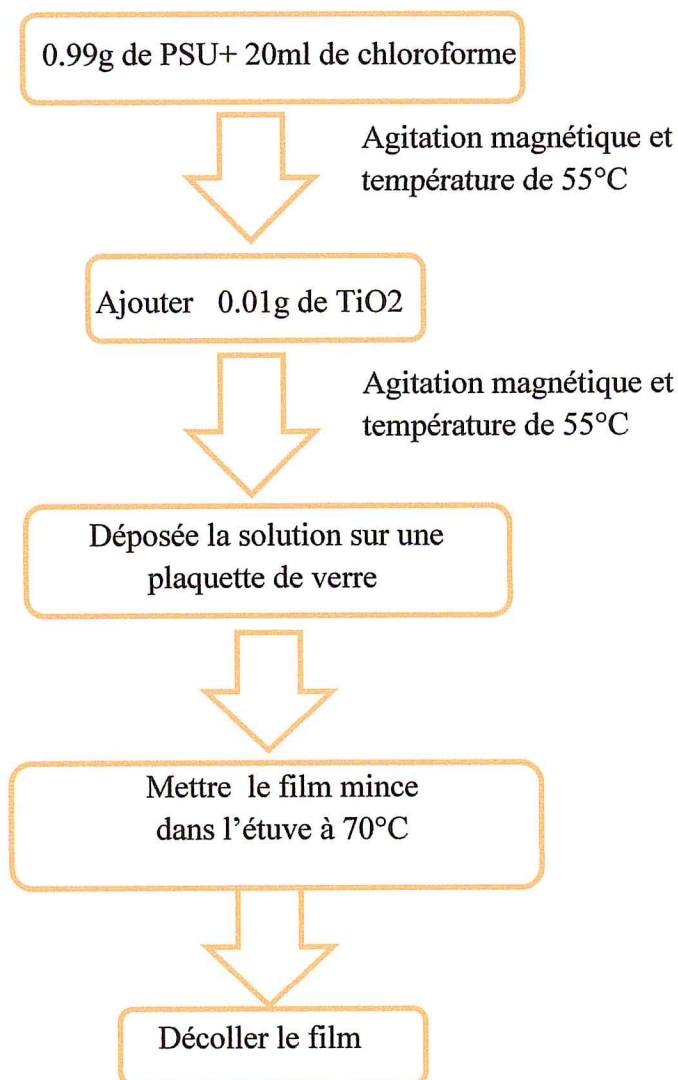 0.99g de PSU+ 20ml de chloroforme
Agitation magnétique et
température de 55°C
Ajouter 0.01g de TiO2
Agitation magnétique et
température de 55°C
Déposée la solution sur une
plaquette de verre
Mettre le film mince
dans l'étuve à 70°C
Décoller le film